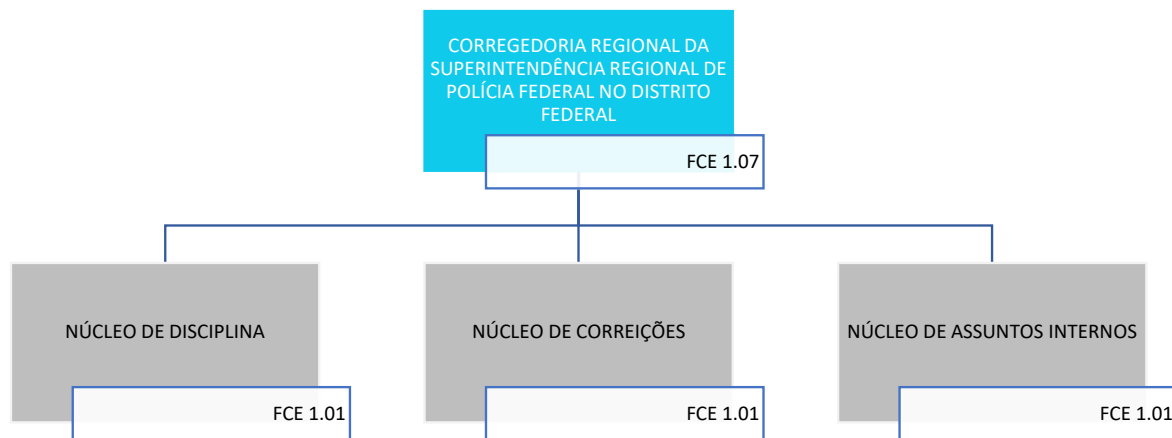 CORREGEDORIA REGIONAL DA
SUPERINTENDÊNCIA REGIONAL DE
POLÍCIA FEDERAL NO DISTRITO
FEDERAL
FCE 1.07
NÚCLEO DE DISCIPLINA
FCE 1.01
NÚCLEO DE CORREIÇÕES
FCE 1.01
NÚCLEO DE ASSUNTOS INTERNOS
FCE 1.01